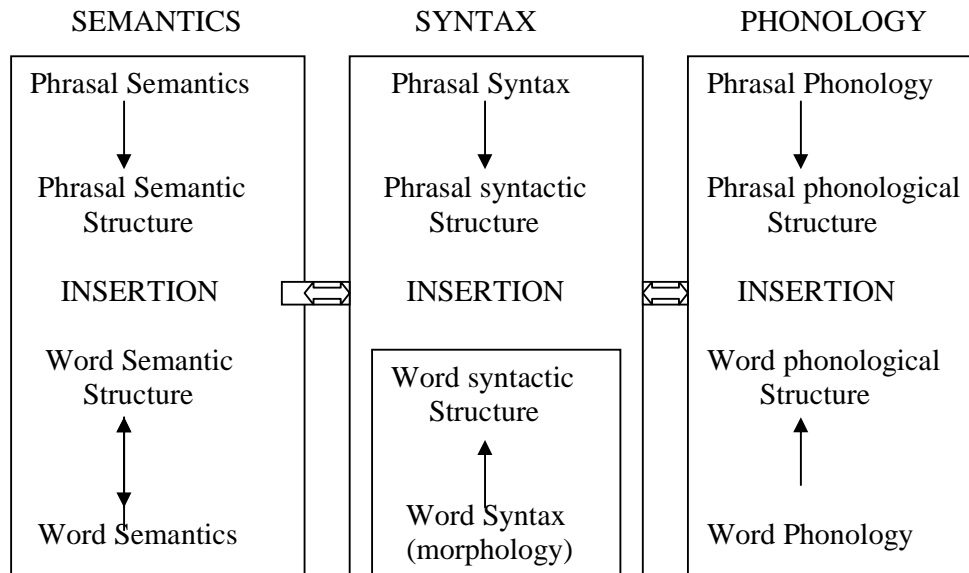 SEMANTICS
Phrasal Semantics
Phrasal Semantic
Structure
INSERTION
Word Semantic
Structure
Word Semantics
SYNTAX
Phrasal Syntax
Phrasal syntactic
Structure
INSERTION
Word syntactic
Structure
Word Syntax
(morphology)
PHONOLOGY
Phrasal Phonology
Phrasal phonological
Structure
INSERTION
Word phonological
Structure
Word Phonology